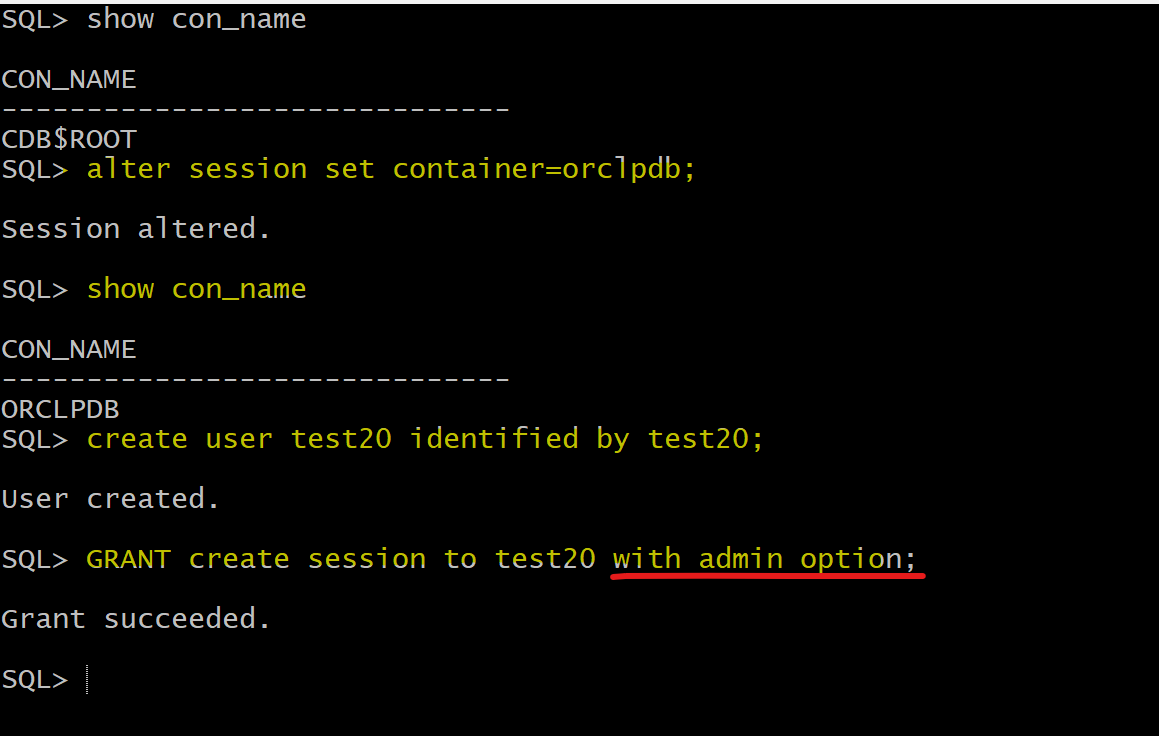 SQL> show con_name
CON_NAME
------------------------------
CDB$ROOT
SQL> alter session set container=orclpdb;
Session altered.
SQL> show con_name
CON_NAME
------------------------------
ORCLPDB
SQL> create user test20 identified by test20;
User created.
SQL> GRANT create session to test20 with admin option;
Grant succeeded.
SQL>